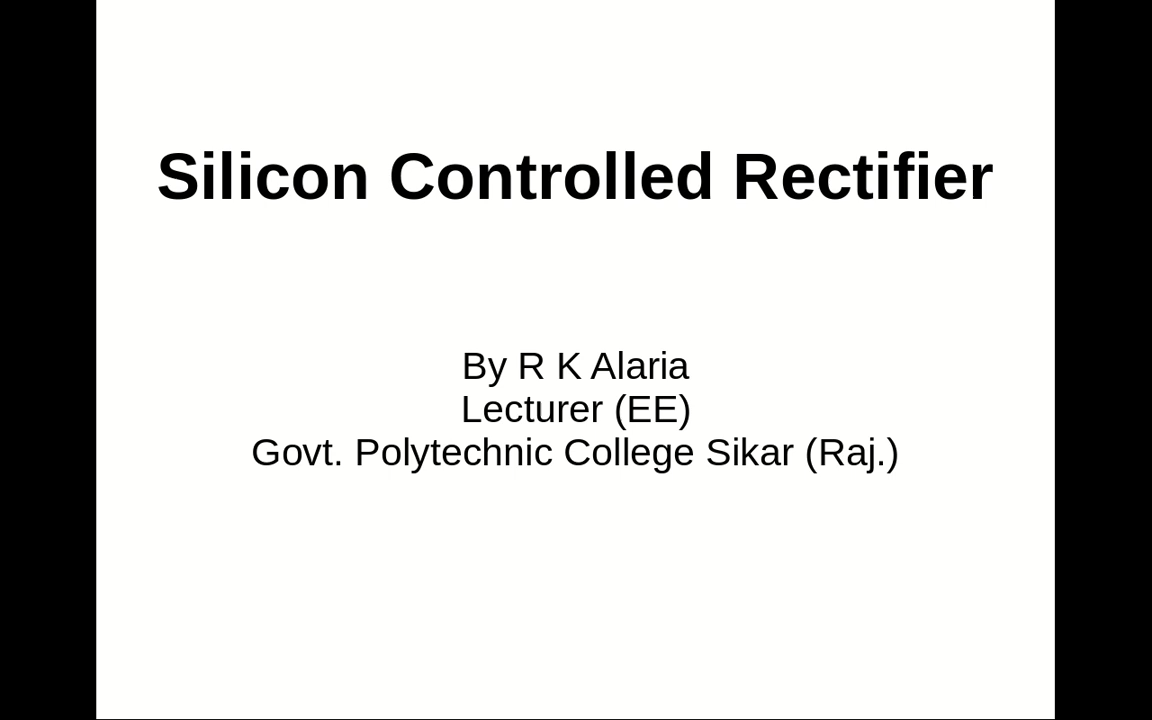 Silicon Controlled Rectifier
By R K Alaria
Lecturer (EE)
Govt. Polytechnic College Sikar (Raj.)